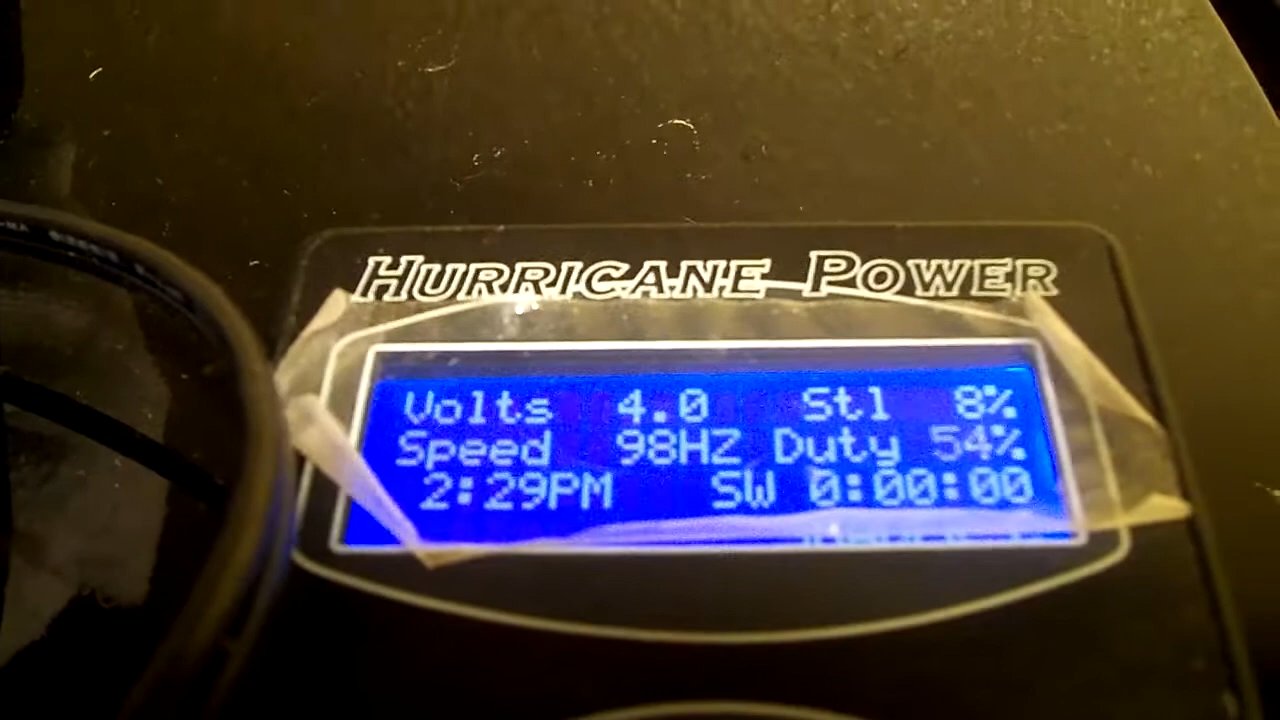 HURRICANE POWER
Volts 4.0 Stl 8%
Speed 98HZ Duty 54%
2:29PM SW 0:00:00